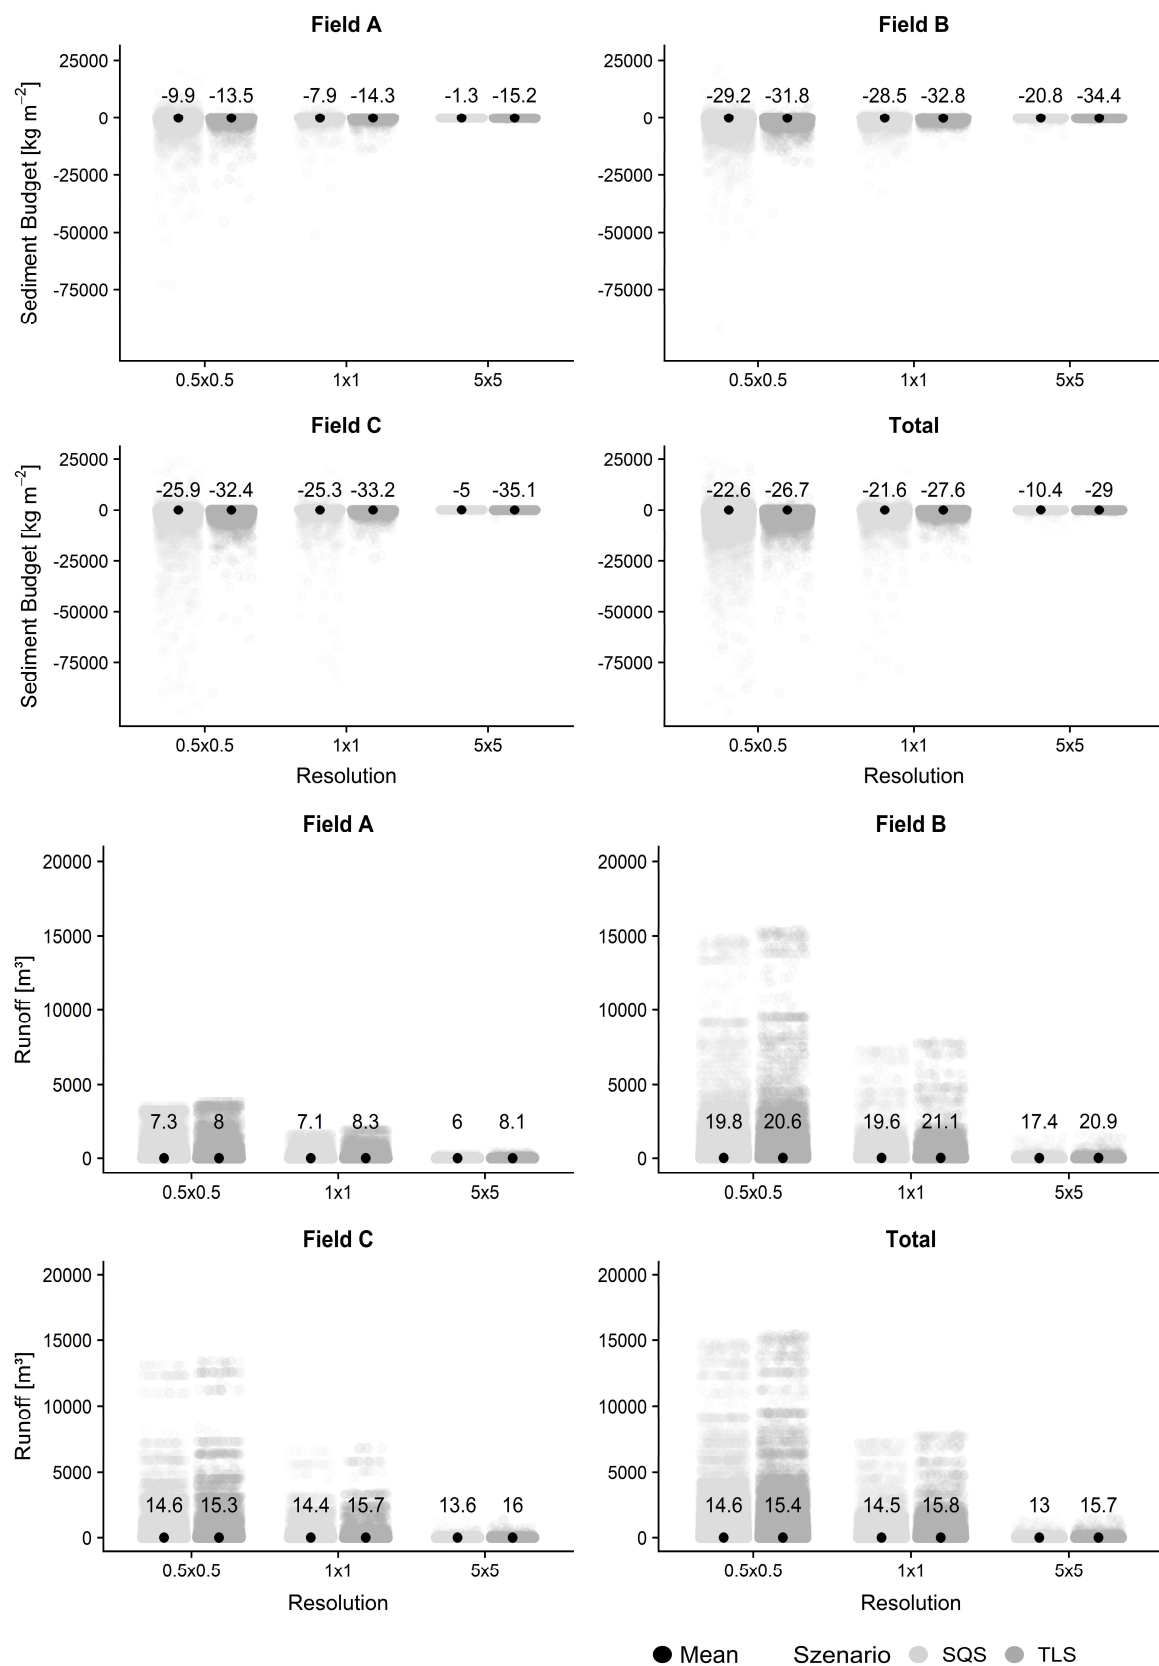 Field A
Field B
Sediment Budget [kg m⁻²]
25000
0
-25000
-50000
-75000
-9.9 -13.5 -7.9 -14.3 -1.3 -15.2
0.5x0.5 1x1 5x5
25000
0
-25000
-50000
-75000
-29.2 -31.8 -28.5 -32.8 -20.8 -34.4
0.5x0.5 1x1 5x5
Field C
Total
Sediment Budget [kg m⁻²]
25000
0
-25000
-50000
-75000
-25.9 -32.4 -25.3 -33.2 -5 -35.1
0.5x0.5 1x1 5x5
Resolution
25000
0
-25000
-50000
-75000
-22.6 -26.7 -21.6 -27.6 -10.4 -29
0.5x0.5 1x1 5x5
Resolution
Field A
Field B
Runoff [m³]
20000
15000
10000
5000
0
7.3 8 7.1 8.3 6 8.1
0.5x0.5 1x1 5x5
20000
15000
10000
5000
0
19.8 20.6 19.6 21.1 17.4 20.9
0.5x0.5 1x1 5x5
Field C
Total
Runoff [m³]
20000
15000
10000
5000
0
14.6 15.3 14.4 15.7 13.6 16
0.5x0.5 1x1 5x5
Resolution
20000
15000
10000
5000
0
14.6 15.4 14.5 15.8 13 15.7
0.5x0.5 1x1 5x5
Resolution
Mean Szenario SQS TLS